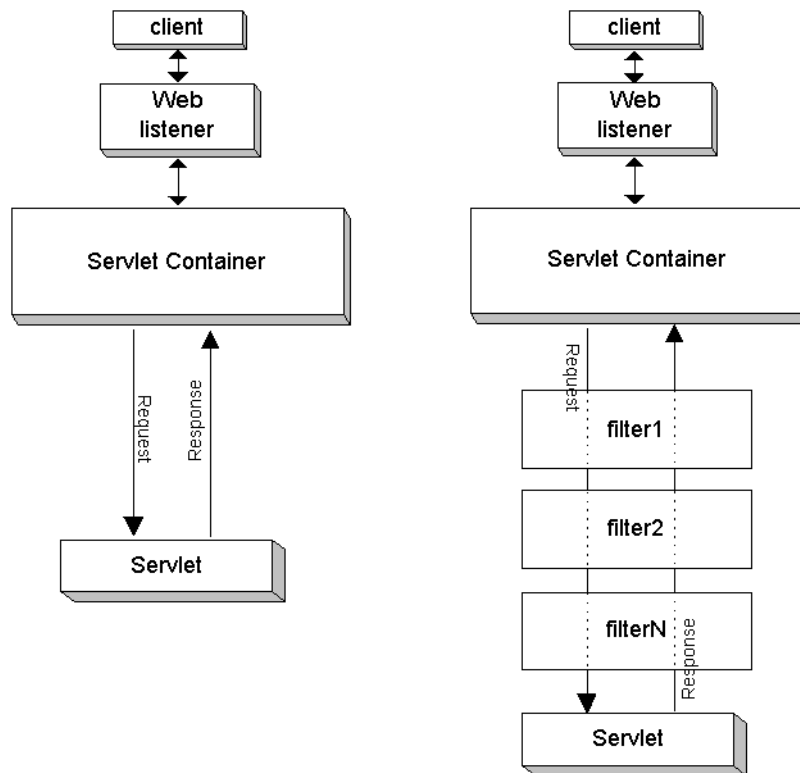 client
Web
listener
Servlet Container
Request
Response
Servlet
client
Web
listener
Servlet Container
Request
filter1
filter2
filterN
Response
Servlet